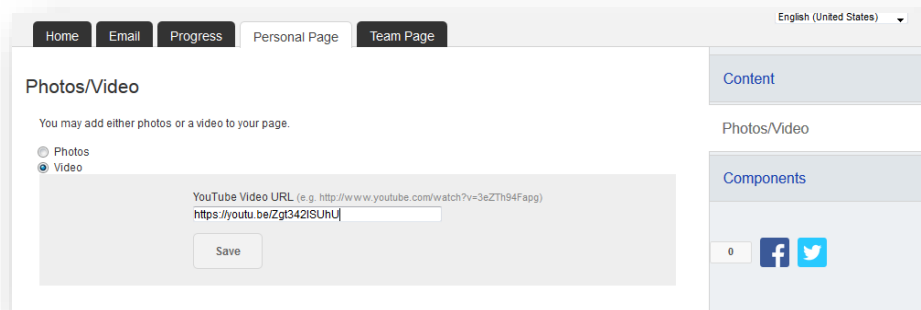 English (United States)
Home Email Progress Personal Page Team Page
Photos/Video
You may add either photos or a video to your page.
Photos
Video
YouTube Video URL (e.g. http://www.youtube.com/watch?v=3eZTh94Fapg)
https://youtu.be/Zgt342lSUhU
Save
Content
Photos/Video
Components
0